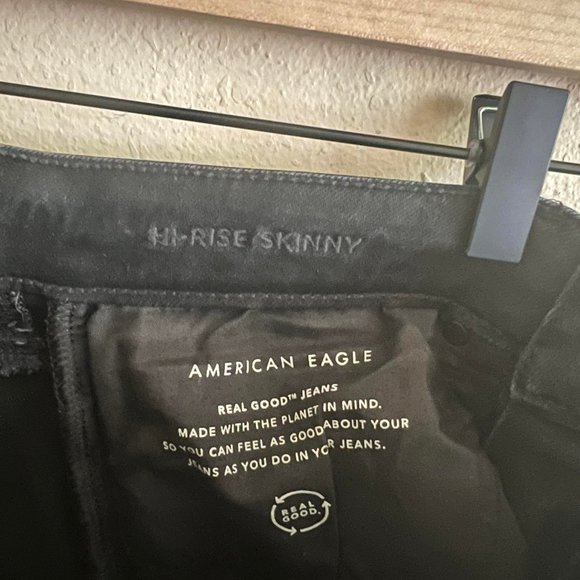 HI-RISE SKINNY
AMERICAN EAGLE
REAL GOOD™ JEANS
MADE WITH THE PLANET IN MIND.
SO YOU CAN FEEL AS GOOD ABOUT YOUR
JEANS AS YOU DO IN YOR JEANS.
REAL
GOOD.